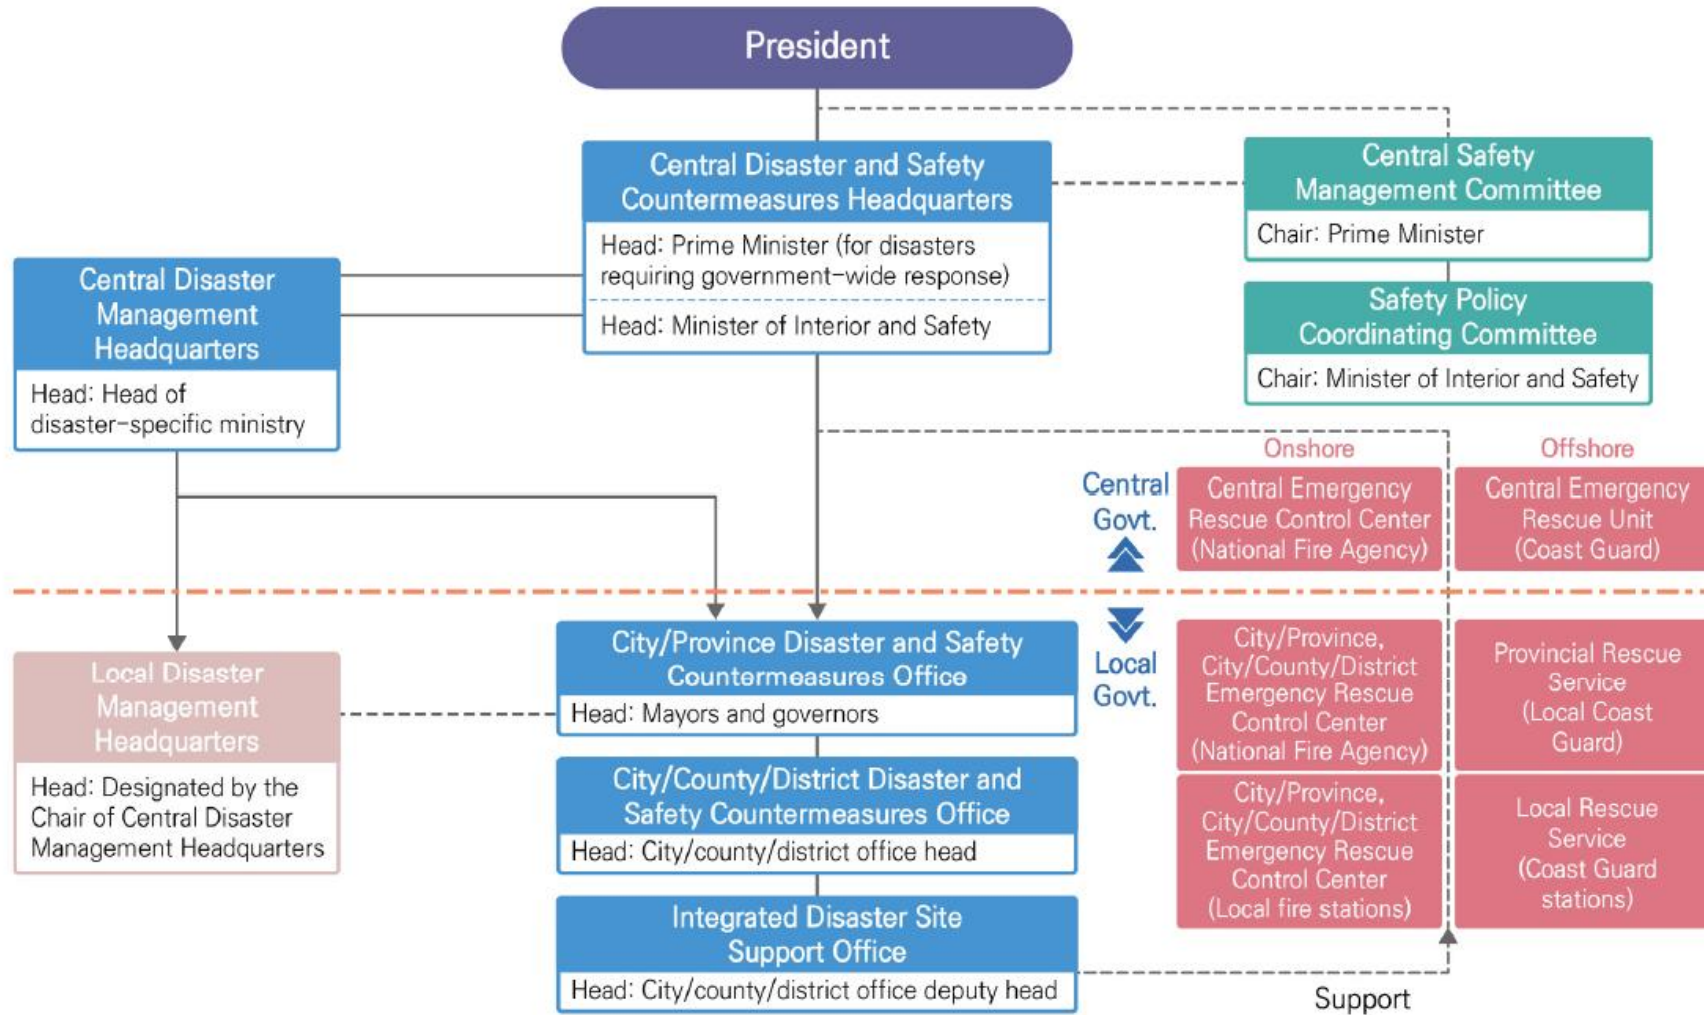 President
Central Disaster and Safety
Countermeasures Headquarters
Head: Prime Minister (for disasters
requiring government-wide response)
Head: Minister of Interior and Safety
Central Safety
Management Committee
Chair: Prime Minister
Safety Policy
Coordinating Committee
Chair: Minister of Interior and Safety
Central Disaster
Management
Headquarters
Head: Head of
disaster-specific ministry
Onshore
Offshore
Central
Govt.
Central Emergency
Rescue Control Center
(National Fire Agency)
Central Emergency
Rescue Unit
(Coast Guard)
Local
Govt.
City/Province,
City/County/District
Emergency Rescue
Control Center
(National Fire Agency)
Provincial Rescue
Service
(Local Coast
Guard)
City/Province,
City/County/District
Emergency Rescue
Control Center
(Local fire stations)
Local Rescue
Service
(Coast Guard
stations)
Local Disaster
Management
Headquarters
Head: Designated by the
Chair of Central Disaster
Management Headquarters
City/Province Disaster and Safety
Countermeasures Office
Head: Mayors and governors
City/County/District Disaster and
Safety Countermeasures Office
Head: City/county/district office head
Integrated Disaster Site
Support Office
Head: City/county/district office deputy head
Support